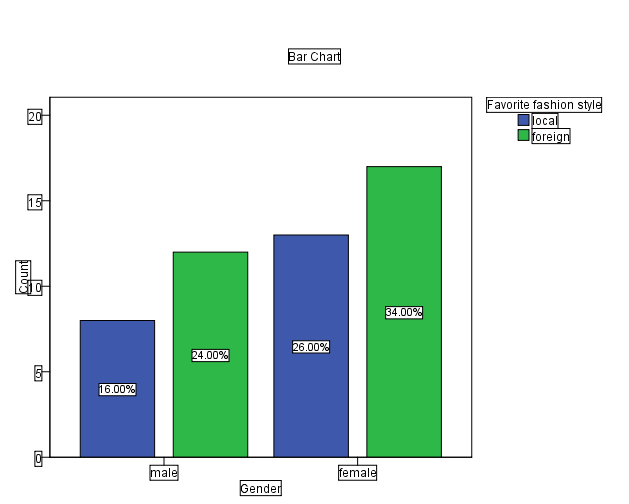 Bar Chart
Favorite fashion style
local
foreign
20
15
10
5
0
Count
16.00%
24.00%
26.00%
34.00%
male
female
Gender